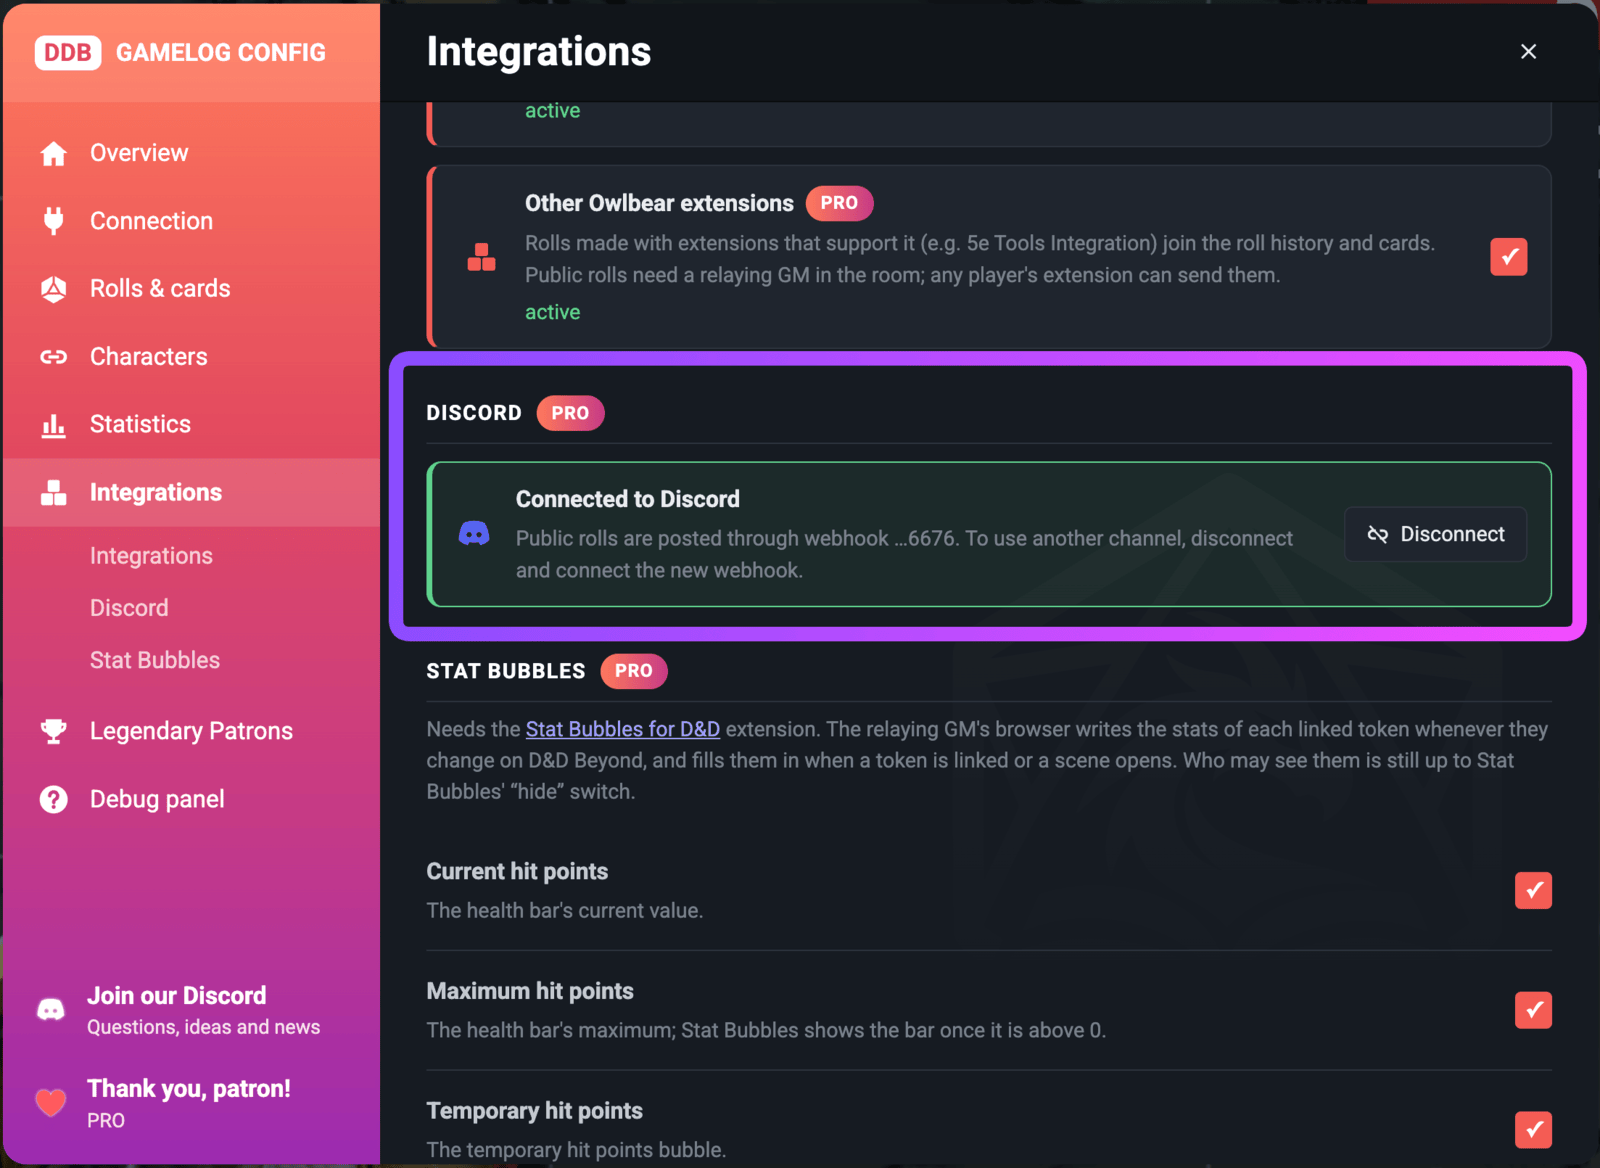 DDB GAMELOG CONFIG
Overview
Connection
Rolls & cards
Characters
Statistics
Integrations
Integrations
Discord
Stat Bubbles
Legendary Patrons
Debug panel
Join our Discord
Questions, ideas and news
Thank you, patron!
PRO
Integrations
active
Other Owlbear extensions PRO
Rolls made with extensions that support it (e.g. 5e Tools Integration) join the roll history and cards.
Public rolls need a relaying GM in the room; any player's extension can send them.
active
DISCORD PRO
Connected to Discord
Public rolls are posted through webhook …6676. To use another channel, disconnect
and connect the new webhook.
Disconnect
STAT BUBBLES PRO
Needs the Stat Bubbles for D&D extension. The relaying GM's browser writes the stats of each linked token whenever they
change on D&D Beyond, and fills them in when a token is linked or a scene opens. Who may see them is still up to Stat
Bubbles' “hide” switch.
Current hit points
The health bar's current value.
Maximum hit points
The health bar's maximum; Stat Bubbles shows the bar once it is above 0.
Temporary hit points
The temporary hit points bubble.